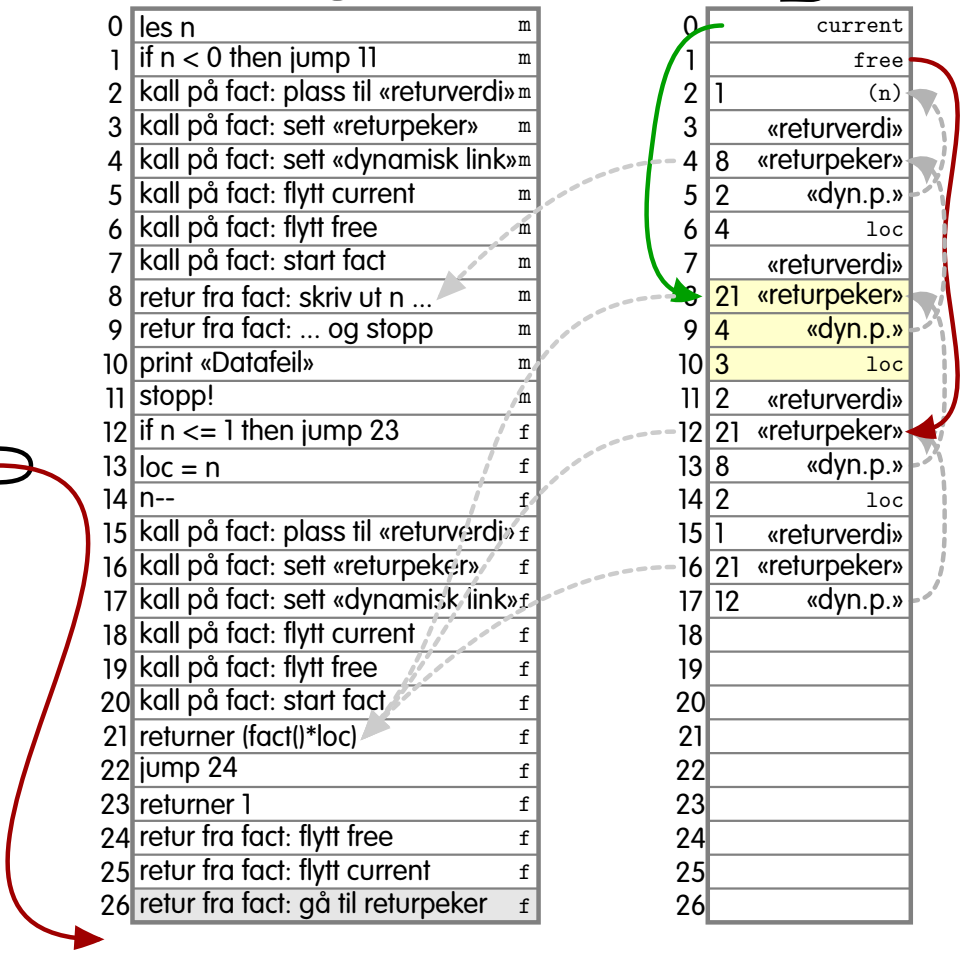 0 les n m
1 if n < 0 then jump 11 m
2 kall på fact: plass til «returverdi» m
3 kall på fact: sett «returpeker» m
4 kall på fact: sett «dynamisk link» m
5 kall på fact: flytt current m
6 kall på fact: flytt free m
7 kall på fact: start fact m
8 retur fra fact: skriv ut n ... m
9 retur fra fact: ... og stopp m
10 print «Datafeil» m
11 stopp! m
12 if n <= 1 then jump 23 f
13 loc = n f
14 n-- f
15 kall på fact: plass til «returverdi» f
16 kall på fact: sett «returpeker» f
17 kall på fact: sett «dynamisk link» f
18 kall på fact: flytt current f
19 kall på fact: flytt free f
20 kall på fact: start fact f
21 returner (fact()*loc) f
22 jump 24 f
23 returner 1 f
24 retur fra fact: flytt free f
25 retur fra fact: flytt current f
26 retur fra fact: gå til returpeker f
0 current
1 free
2 1 (n)
3 «returverdi»
4 8 «returpeker»
5 2 «dyn.p.»
6 4 loc
7 «returverdi»
8 21 «returpeker»
9 4 «dyn.p.»
10 3 loc
11 2 «returverdi»
12 21 «returpeker»
13 8 «dyn.p.»
14 2 loc
15 1 «returverdi»
16 21 «returpeker»
17 12 «dyn.p.»
18
19
20
21
22
23
24
25
26